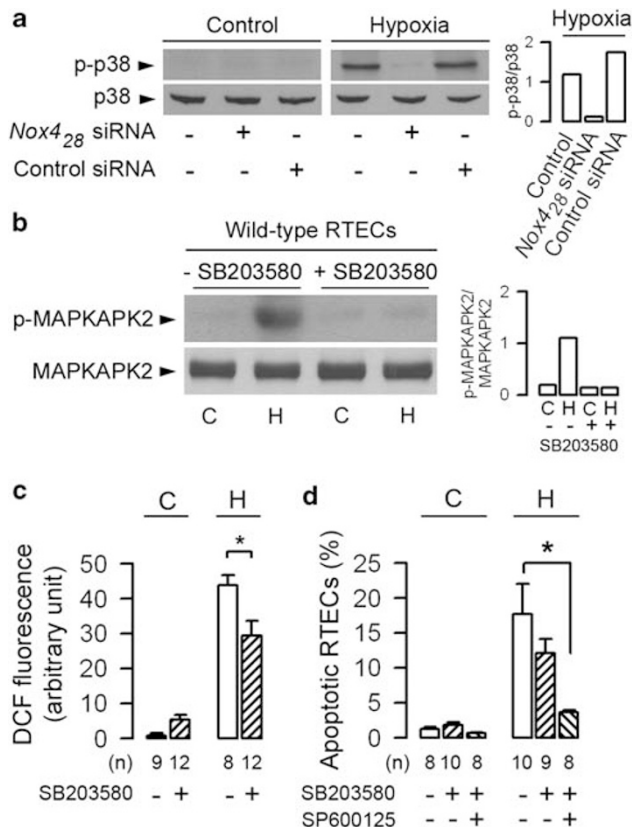 a
Control
Hypoxia
p-p38 ►
p38 ►
Nox4₂₈ siRNA - + - - + -
Control siRNA - - + - - +
Hypoxia
p-p38/p38
2
1
0
Control
Nox4₂₈ siRNA
Control siRNA
b
Wild-type RTECs
- SB203580 + SB203580
p-MAPKAPK2 ►
MAPKAPK2 ►
C H C H
p-MAPKAPK2/
MAPKAPK2
2
1
0
C H C H
- - + +
SB203580
c
C H
DCF fluorescence
(arbitrary unit)
50
40
30
20
10
0
*
(n) 9 12 8 12
SB203580 - + - +
d
C H
Apoptotic RTECs (%)
25
20
15
10
5
0
*
(n) 8 10 8 10 9 8
SB203580 - + + - + +
SP600125 - - + - - +